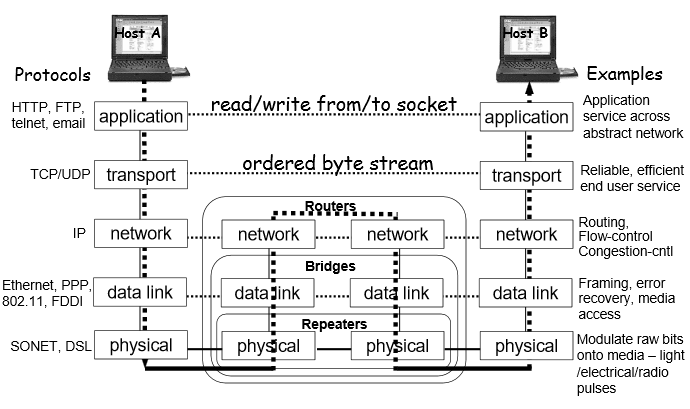 Host A
Host B
Protocols
Examples
HTTP, FTP,
telnet, email
application
read/write from/to socket
application
Application
service across
abstract network
TCP/UDP
transport
ordered byte stream
transport
Reliable, efficient
end user service
Routers
IP
network
network
network
network
Routing,
Flow-control
Congestion-cntl
Bridges
Ethernet, PPP,
802.11, FDDI
data link
data link
data link
data link
Framing, error
recovery, media
access
Repeaters
SONET, DSL
physical
physical
physical
physical
Modulate raw bits
onto media – light
/electrical/radio
pulses